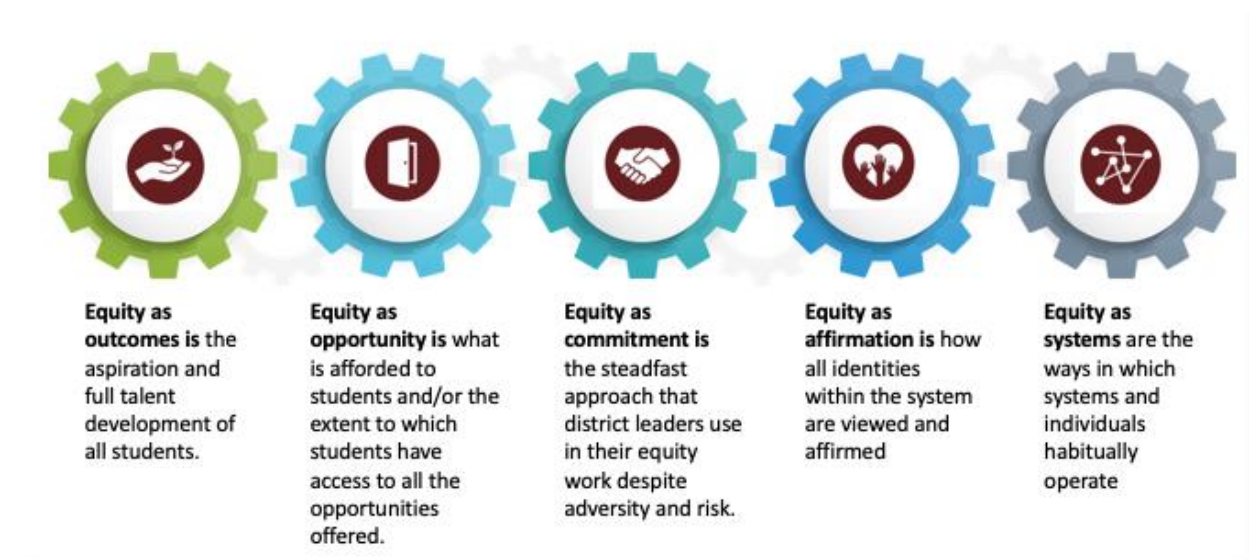 Equity as
outcomes is the
aspiration and
full talent
development of
all students.
Equity as
opportunity is what
is afforded to
students and/or the
extent to which
students have
access to all the
opportunities
offered.
Equity as
commitment is
the steadfast
approach that
district leaders use
in their equity
work despite
adversity and risk.
Equity as
affirmation is how
all identities
within the system
are viewed and
affirmed
Equity as
systems are the
ways in which
systems and
individuals
habitually
operate